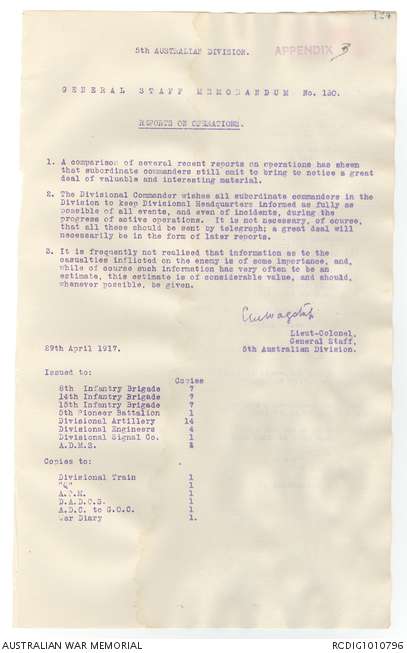 5th AUSTRALIAN DIVISION.
APPENDIX
GENERAL STAFF MEMORANDUM No. 130.
REPORTS ON OPERATIONS.
1. A comparison of several recent reports on operations has shewn
that subordinate commanders still omit to bring to notice a great
deal of valuable and interesting material.
2. The Divisional Commander wishes all subordinate commanders in the
Division to keep Divisional Headquarters informed as fully as
possible of all events, and even of incidents, during the
progress of active operations. It is not necessary, of course,
that all these should be sent by telegraph; a great deal will
necessarily be in the form of later reports.
3. It is frequently not realised that information as to the
casualties inflicted on the enemy is of some importance, and,
while of course such information has very often to be an
estimate, this estimate is of considerable value, and should,
whenever possible, be given.
CM Wagstaff
Lieut-Colonel,
General Staff,
5th Australian Division.
29th April 1917.
Issued to:
Copies
8th Infantry Brigade 7
14th Infantry Brigade 7
15th Infantry Brigade 7
5th Pioneer Battalion 1
Divisional Artillery 14
Divisional Engineers 4
Divisional Signal Co. 1
A.D.M.S.
Copies to:
Divisional Train 1
"Q" 1
A.P.M. 1
D.A.D.O.S. 1
A.D.C. to G.O.C. 1
War Diary 1.
AUSTRALIAN WAR MEMORIAL
RCDIG1010796